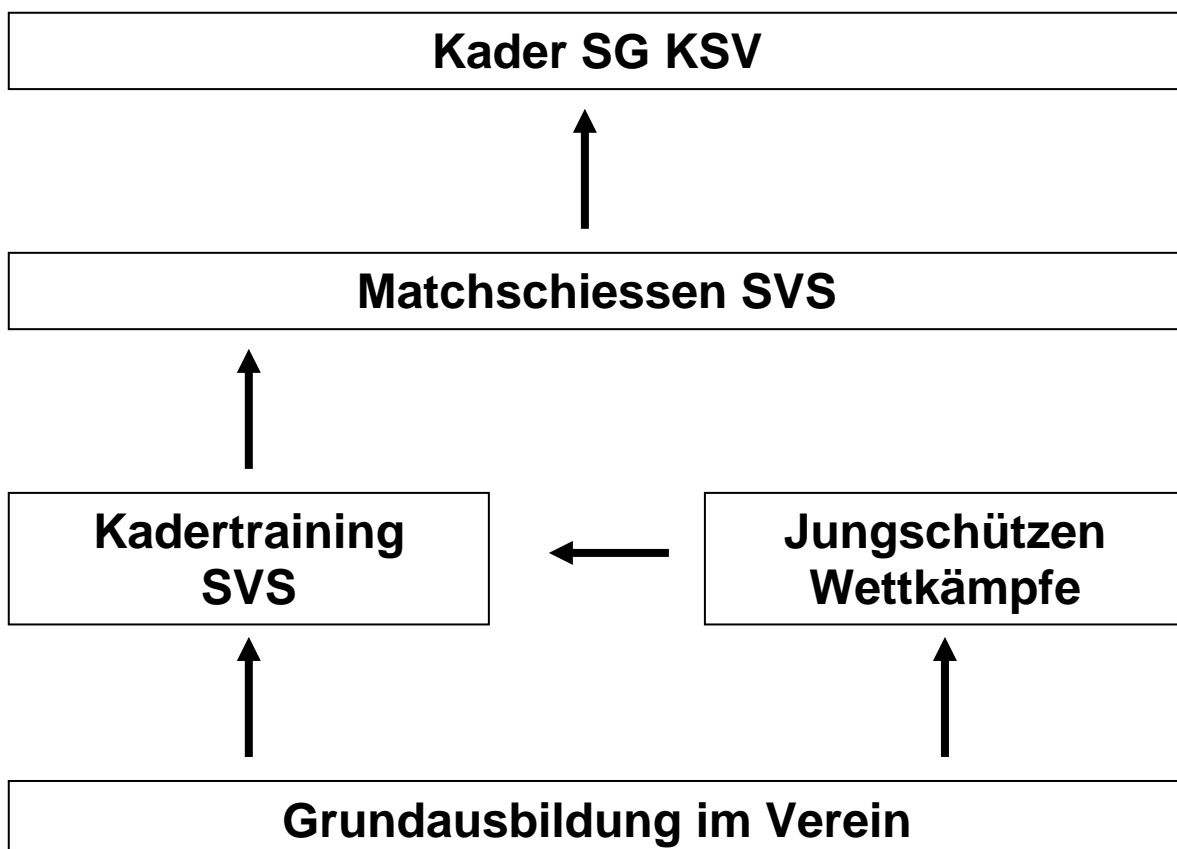 Kader SG KSV
Matchschiessen SVS
Kadertraining
SVS
Jungschützen
Wettkämpfe
Grundausbildung im Verein